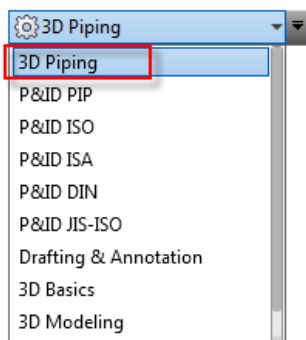 3D Piping
3D Piping
P&ID PIP
P&ID ISO
P&ID ISA
P&ID DIN
P&ID JIS-ISO
Drafting & Annotation
3D Basics
3D Modeling